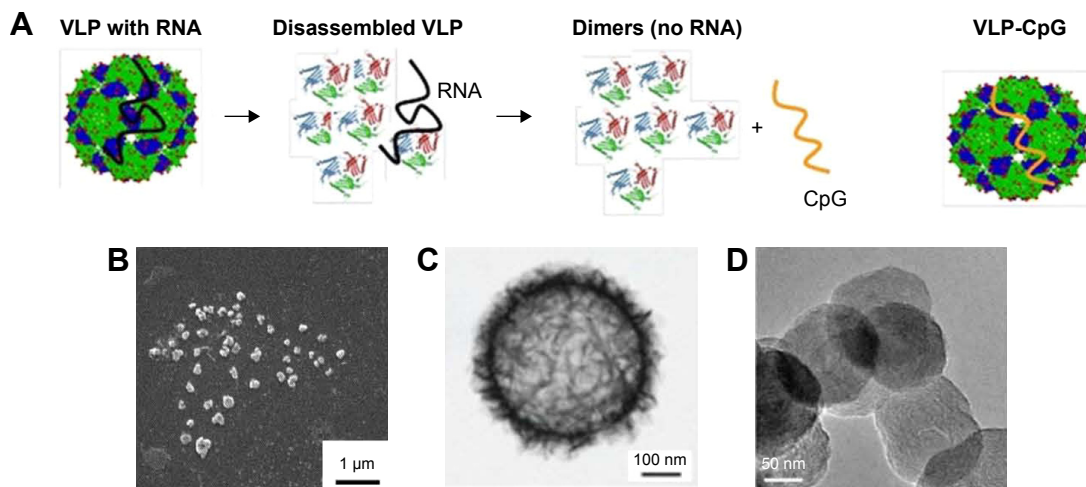 A
VLP with RNA
Disassembled VLP
Dimers (no RNA)
VLP-CpG
RNA
+
CpG
B
C
D
1 µm
100 nm
50 nm